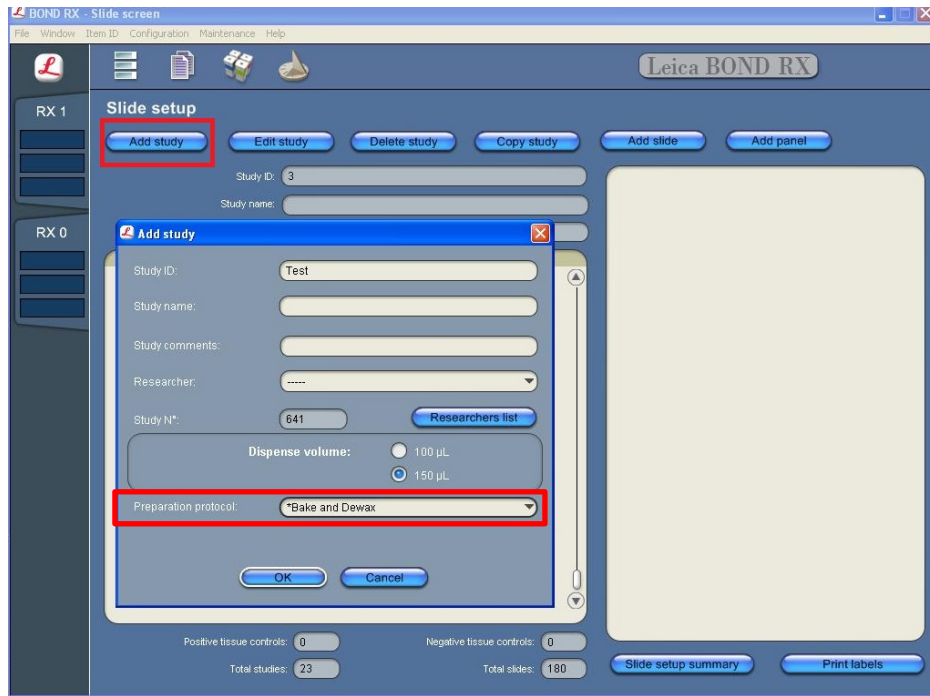 BOND RX - Slide screen
File Window Item ID Configuration Maintenance Help
Leica BOND RX
RX 1
Slide setup
Add study Edit study Delete study Copy study Add slide Add panel
Study ID: 3
Study name:
RX 0
Add study
Study ID: Test
Study name:
Study comments:
Researcher: -----
Study N°: 641 Researchers list
Dispense volume: 100 µL
150 µL
Preparation protocol: *Bake and Dewax
OK Cancel
Positive tissue controls: 0 Negative tissue controls: 0
Total studies: 23 Total slides: 180 Slide setup summary Print labels